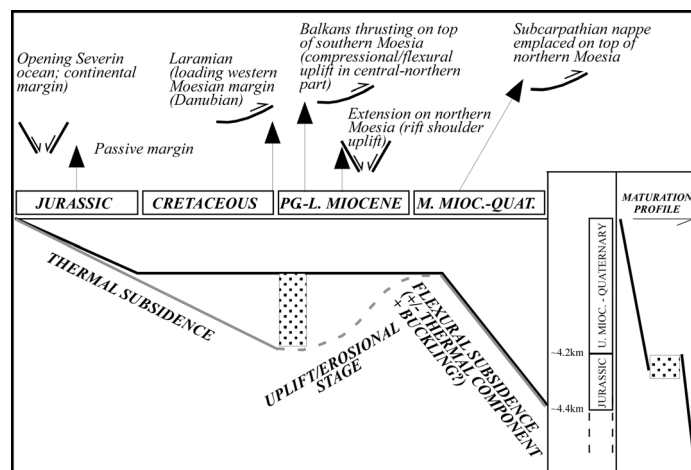 Opening Severin
ocean; continental
margin)
Passive margin
Laramian
(loading western
Moesian margin
(Danubian)
Balkans thrusting on top
of southern Moesia
(compressional/flexural
uplift in central-northern
part)
Extension on northern
Moesia (rift shoulder
uplift)
Subcarpathian nappe
emplaced on top of
northern Moesia
JURASSIC
CRETACEOUS
PG.-L. MIOCENE
M. MIOC.-QUAT.
MATURATION
PROFILE
THERMAL SUBSIDENCE
UPLIFT/EROSIONAL
STAGE
FLEXURAL SUBSIDENCE
(+/- THERMAL COMPONENT
+ BUCKLING?)
U. MIOC. - QUATERNARY
~4.2km
JURASSIC
~4.4km